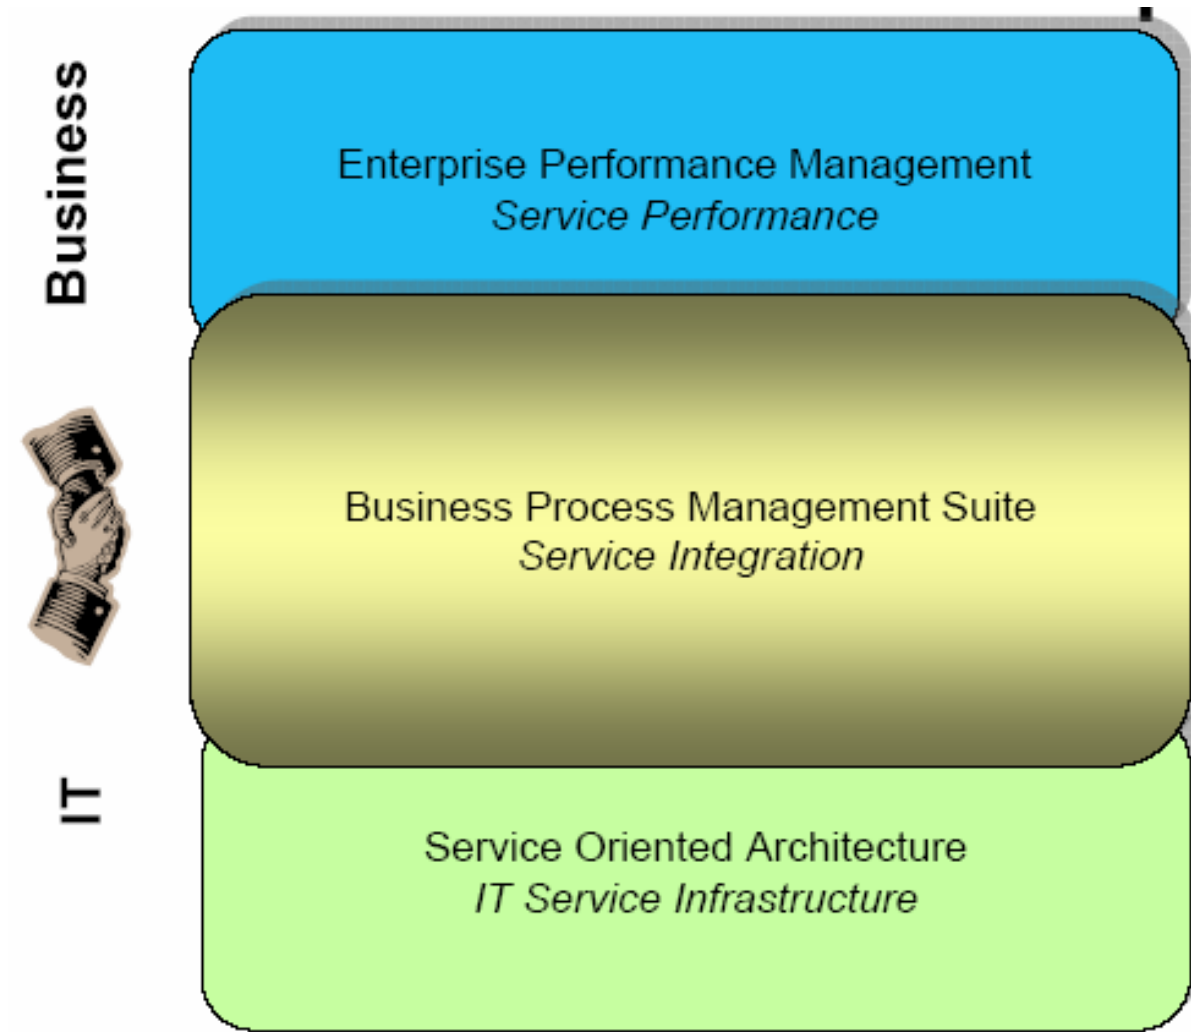 Business
Enterprise Performance Management
Service Performance
Business Process Management Suite
Service Integration
IT
Service Oriented Architecture
IT Service Infrastructure